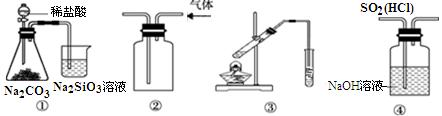 稀盐酸
气体
SO₂(HCl)
Na₂CO₃
Na₂SiO₃溶液
NaOH溶液
①
②
③
④